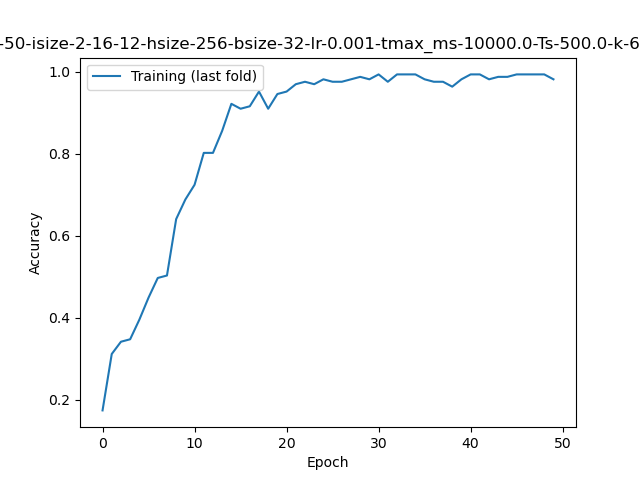 -50-isize-2-16-12-hsize-256-bsize-32-lr-0.001-tmax_ms-10000.0-Ts-500.0-k-6
Training (last fold)
1.0
0.8
0.6
0.4
0.2
Accuracy
0 10 20 30 40 50
Epoch